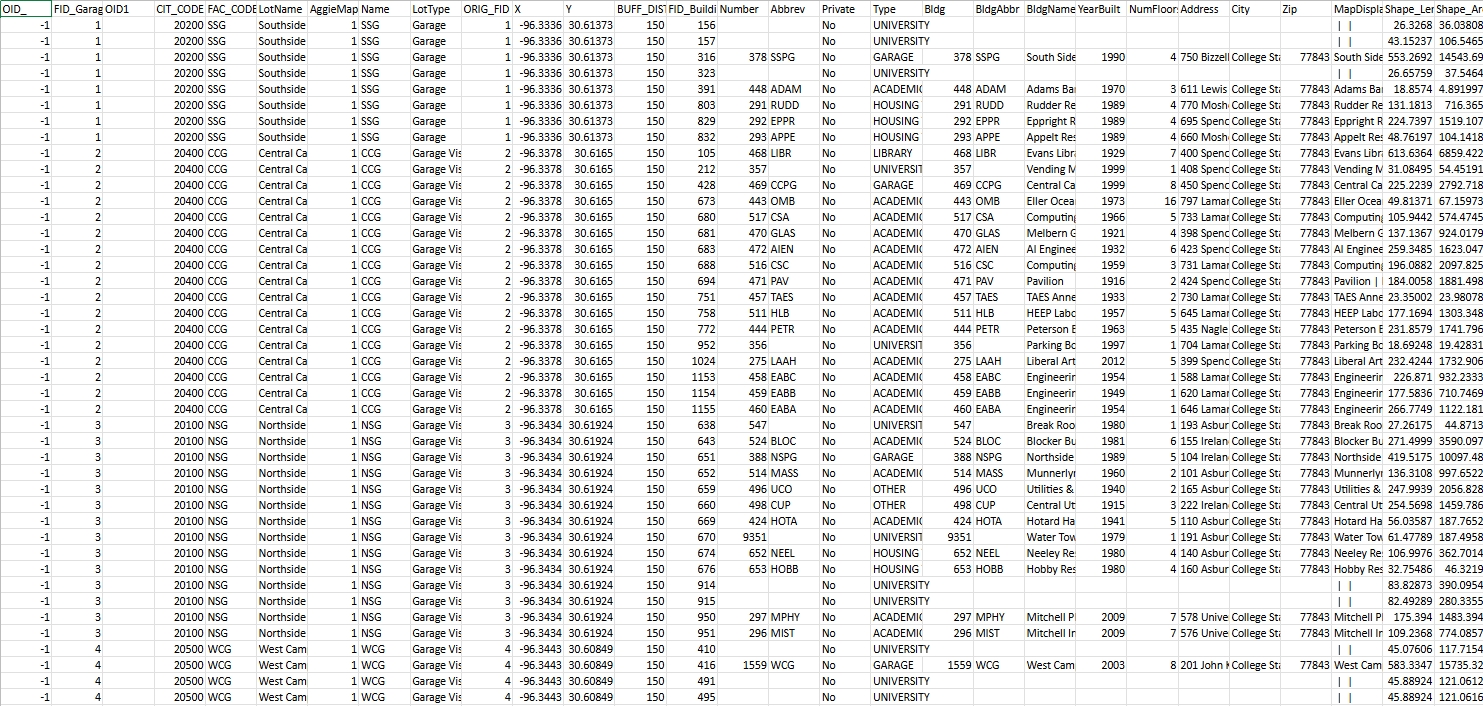 OID_ FID_Garag OID1 CIT_CODE FAC_CODE LotName AggieMap Name LotType ORIG_FID X Y BUFF_DIST FID_Buildi Number Abbrev Private Type Bldg BldgAbbr BldgName YearBuilt NumFloor Address City Zip MapDispla Shape_Len Shape_Are
-1 1 20200 SSG Southside 1 SSG Garage 1 -96.3336 30.61373 150 156 No UNIVERSITY | | 26.3268 36.03808
-1 1 20200 SSG Southside 1 SSG Garage 1 -96.3336 30.61373 150 157 No UNIVERSITY | | 43.15237 106.5465
-1 1 20200 SSG Southside 1 SSG Garage 1 -96.3336 30.61373 150 316 378 SSPG No GARAGE 378 SSPG South Side 1990 4 750 Bizzell College Sta 77843 South Side 553.2692 14543.69
-1 1 20200 SSG Southside 1 SSG Garage 1 -96.3336 30.61373 150 323 No UNIVERSITY | | 26.65759 37.5464
-1 1 20200 SSG Southside 1 SSG Garage 1 -96.3336 30.61373 150 391 448 ADAM No ACADEMIC 448 ADAM Adams Ba 1970 3 611 Lewis College Sta 77843 Adams Ba 18.8574 4.891997
-1 1 20200 SSG Southside 1 SSG Garage 1 -96.3336 30.61373 150 803 291 RUDD No HOUSING 291 RUDD Rudder Re 1989 4 770 Mosh College Sta 77843 Rudder Re 131.1813 716.365
-1 1 20200 SSG Southside 1 SSG Garage 1 -96.3336 30.61373 150 829 292 EPPR No HOUSING 292 EPPR Eppright R 1989 4 695 Spenc College Sta 77843 Eppright R 224.7397 1519.107
-1 1 20200 SSG Southside 1 SSG Garage 1 -96.3336 30.61373 150 832 293 APPE No HOUSING 293 APPE Appelt Res 1989 4 660 Mosh College Sta 77843 Appelt Res 48.76197 104.1418
-1 2 20400 CCG Central Ca 1 CCG Garage Vis 2 -96.3378 30.6165 150 105 468 LIBR No LIBRARY 468 LIBR Evans Libr 1929 7 400 Spenc College Sta 77843 Evans Libr 613.6364 6859.422
-1 2 20400 CCG Central Ca 1 CCG Garage Vis 2 -96.3378 30.6165 150 212 357 No UNIVERSIT 357 Vending M 1999 1 408 Spenc College Sta 77843 Vending M 31.08495 54.45191
-1 2 20400 CCG Central Ca 1 CCG Garage Vis 2 -96.3378 30.6165 150 428 469 CCPG No GARAGE 469 CCPG Central Ca 1999 8 450 Spenc College Sta 77843 Central Ca 225.2239 2792.718
-1 2 20400 CCG Central Ca 1 CCG Garage Vis 2 -96.3378 30.6165 150 673 443 OMB No ACADEMIC 443 OMB Eller Ocea 1973 16 797 Lamar College Sta 77843 Eller Ocea 49.81371 67.15973
-1 2 20400 CCG Central Ca 1 CCG Garage Vis 2 -96.3378 30.6165 150 680 517 CSA No ACADEMIC 517 CSA Computing 1966 5 733 Lamar College Sta 77843 Computing 105.9442 574.4745
-1 2 20400 CCG Central Ca 1 CCG Garage Vis 2 -96.3378 30.6165 150 681 470 GLAS No ACADEMIC 470 GLAS Melbern G 1921 4 398 Spenc College Sta 77843 Melbern G 137.1367 924.0179
-1 2 20400 CCG Central Ca 1 CCG Garage Vis 2 -96.3378 30.6165 150 683 472 AIEN No ACADEMIC 472 AIEN AI Enginee 1932 6 423 Spenc College Sta 77843 AI Enginee 259.3485 1623.047
-1 2 20400 CCG Central Ca 1 CCG Garage Vis 2 -96.3378 30.6165 150 688 516 CSC No ACADEMIC 516 CSC Computing 1959 3 731 Lamar College Sta 77843 Computing 196.0882 2097.825
-1 2 20400 CCG Central Ca 1 CCG Garage Vis 2 -96.3378 30.6165 150 694 471 PAV No ACADEMIC 471 PAV Pavilion 1916 2 424 Spenc College Sta 77843 Pavilion | 184.0058 1881.498
-1 2 20400 CCG Central Ca 1 CCG Garage Vis 2 -96.3378 30.6165 150 751 457 TAES No ACADEMIC 457 TAES TAES Anne 1933 2 730 Lamar College Sta 77843 TAES Anne 23.35002 23.98078
-1 2 20400 CCG Central Ca 1 CCG Garage Vis 2 -96.3378 30.6165 150 758 511 HLB No ACADEMIC 511 HLB HEEP Labo 1957 5 645 Lamar College Sta 77843 HEEP Labo 177.1694 1303.348
-1 2 20400 CCG Central Ca 1 CCG Garage Vis 2 -96.3378 30.6165 150 772 444 PETR No ACADEMIC 444 PETR Peterson B 1963 5 435 Nagle College Sta 77843 Peterson B 231.8579 1741.796
-1 2 20400 CCG Central Ca 1 CCG Garage Vis 2 -96.3378 30.6165 150 952 356 No UNIVERSIT 356 Parking Bo 1997 1 704 Lamar College Sta 77843 Parking Bo 18.69248 19.42831
-1 2 20400 CCG Central Ca 1 CCG Garage Vis 2 -96.3378 30.6165 150 1024 275 LAAH No ACADEMIC 275 LAAH Liberal Art 2012 5 399 Spenc College Sta 77843 Liberal Art 232.4244 1732.906
-1 2 20400 CCG Central Ca 1 CCG Garage Vis 2 -96.3378 30.6165 150 1153 458 EABC No ACADEMIC 458 EABC Engineerin 1954 1 588 Lamar College Sta 77843 Engineerin 226.871 932.2333
-1 2 20400 CCG Central Ca 1 CCG Garage Vis 2 -96.3378 30.6165 150 1154 459 EABB No ACADEMIC 459 EABB Engineerin 1949 1 620 Lamar College Sta 77843 Engineerin 177.5836 710.7469
-1 2 20400 CCG Central Ca 1 CCG Garage Vis 2 -96.3378 30.6165 150 1155 460 EABA No ACADEMIC 460 EABA Engineerin 1954 1 646 Lamar College Sta 77843 Engineerin 266.7749 1122.181
-1 3 20100 NSG Northside 1 NSG Garage Vis 3 -96.3434 30.61924 150 638 547 No UNIVERSIT 547 Break Roo 1980 1 193 Asbur College Sta 77843 Break Roo 27.26175 44.8713
-1 3 20100 NSG Northside 1 NSG Garage Vis 3 -96.3434 30.61924 150 643 524 BLOC No ACADEMIC 524 BLOC Blocker Bu 1981 6 155 Irelan College Sta 77843 Blocker Bu 271.4999 3590.097
-1 3 20100 NSG Northside 1 NSG Garage Vis 3 -96.3434 30.61924 150 651 388 NSPG No GARAGE 388 NSPG Northside 1989 5 104 Irelan College Sta 77843 Northside 419.5175 10097.48
-1 3 20100 NSG Northside 1 NSG Garage Vis 3 -96.3434 30.61924 150 652 514 MASS No ACADEMIC 514 MASS Munnerlyn 1960 2 101 Asbur College Sta 77843 Munnerlyn 136.3108 997.6522
-1 3 20100 NSG Northside 1 NSG Garage Vis 3 -96.3434 30.61924 150 659 496 UCO No OTHER 496 UCO Utilities & 1940 2 165 Asbur College Sta 77843 Utilities & 247.9939 2056.828
-1 3 20100 NSG Northside 1 NSG Garage Vis 3 -96.3434 30.61924 150 660 498 CUP No OTHER 498 CUP Central Ut 1915 3 222 Irelan College Sta 77843 Central Ut 254.5698 1459.786
-1 3 20100 NSG Northside 1 NSG Garage Vis 3 -96.3434 30.61924 150 669 424 HOTA No ACADEMIC 424 HOTA Hotard Ha 1941 5 110 Asbur College Sta 77843 Hotard Ha 56.03587 187.7652
-1 3 20100 NSG Northside 1 NSG Garage Vis 3 -96.3434 30.61924 150 670 9351 No UNIVERSIT 9351 Water Tow 1979 1 191 Asbur College Sta 77843 Water Tow 61.47789 187.4958
-1 3 20100 NSG Northside 1 NSG Garage Vis 3 -96.3434 30.61924 150 674 652 NEEL No HOUSING 652 NEEL Neeley Res 1980 4 140 Asbur College Sta 77843 Neeley Res 106.9976 362.7014
-1 3 20100 NSG Northside 1 NSG Garage Vis 3 -96.3434 30.61924 150 676 653 HOBB No HOUSING 653 HOBB Hobby Res 1980 4 160 Asbur College Sta 77843 Hobby Res 32.75486 46.3219
-1 3 20100 NSG Northside 1 NSG Garage Vis 3 -96.3434 30.61924 150 914 No UNIVERSITY | | 83.82873 390.0954
-1 3 20100 NSG Northside 1 NSG Garage Vis 3 -96.3434 30.61924 150 915 No UNIVERSITY | | 82.49289 280.3355
-1 3 20100 NSG Northside 1 NSG Garage Vis 3 -96.3434 30.61924 150 950 297 MPHY No ACADEMIC 297 MPHY Mitchell P 2009 7 578 Unive College Sta 77843 Mitchell P 175.394 1483.394
-1 3 20100 NSG Northside 1 NSG Garage Vis 3 -96.3434 30.61924 150 951 296 MIST No ACADEMIC 296 MIST Mitchell In 2009 7 576 Unive College Sta 77843 Mitchell In 109.2368 774.0857
-1 4 20500 WCG West Cam 1 WCG Garage Vis 4 -96.3443 30.60849 150 410 No UNIVERSITY | | 45.07606 117.7154
-1 4 20500 WCG West Cam 1 WCG Garage Vis 4 -96.3443 30.60849 150 416 1559 WCG No GARAGE 1559 WCG West Cam 2003 8 201 John K College Sta 77843 West Cam 583.3347 15735.32
-1 4 20500 WCG West Cam 1 WCG Garage Vis 4 -96.3443 30.60849 150 491 No UNIVERSITY | | 45.88924 121.0612
-1 4 20500 WCG West Cam 1 WCG Garage Vis 4 -96.3443 30.60849 150 495 No UNIVERSITY | | 45.88924 121.0616